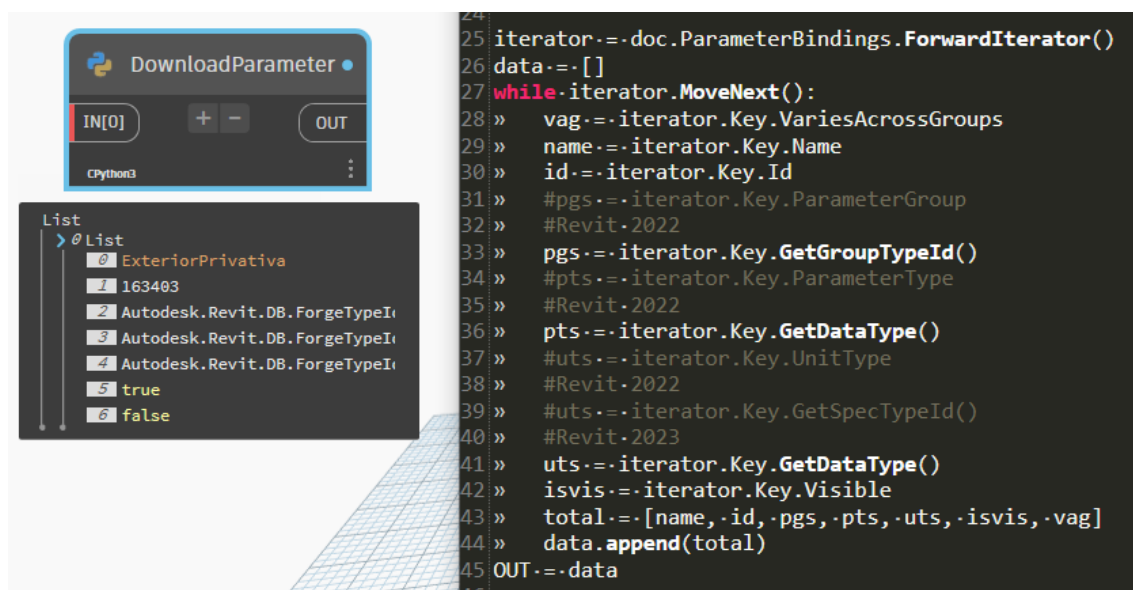 DownloadParameter
IN[0]
+ -
OUT
CPython3
List
0 List
0 ExteriorPrivativa
1 163403
2 Autodesk.Revit.DB.ForgeTypeI
3 Autodesk.Revit.DB.ForgeTypeI
4 Autodesk.Revit.DB.ForgeTypeI
5 true
6 false
24
25 iterator = doc.ParameterBindings.ForwardIterator()
26 data = []
27 while iterator.MoveNext():
28 » vag = iterator.Key.VariesAcrossGroups
29 » name = iterator.Key.Name
30 » id = iterator.Key.Id
31 » #pgs = iterator.Key.ParameterGroup
32 » #Revit 2022
33 » pgs = iterator.Key.GetGroupTypeId()
34 » #pts = iterator.Key.ParameterType
35 » #Revit 2022
36 » pts = iterator.Key.GetDataType()
37 » #uts = iterator.Key.UnitType
38 » #Revit 2022
39 » #uts = iterator.Key.GetSpecTypeId()
40 » #Revit 2023
41 » uts = iterator.Key.GetDataType()
42 » isvis = iterator.Key.Visible
43 » total = [name, id, pgs, pts, uts, isvis, vag]
44 » data.append(total)
45 OUT = data